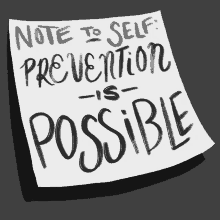 NOTE TO SELF:
PREVENTION
-IS-
POSSIBLE